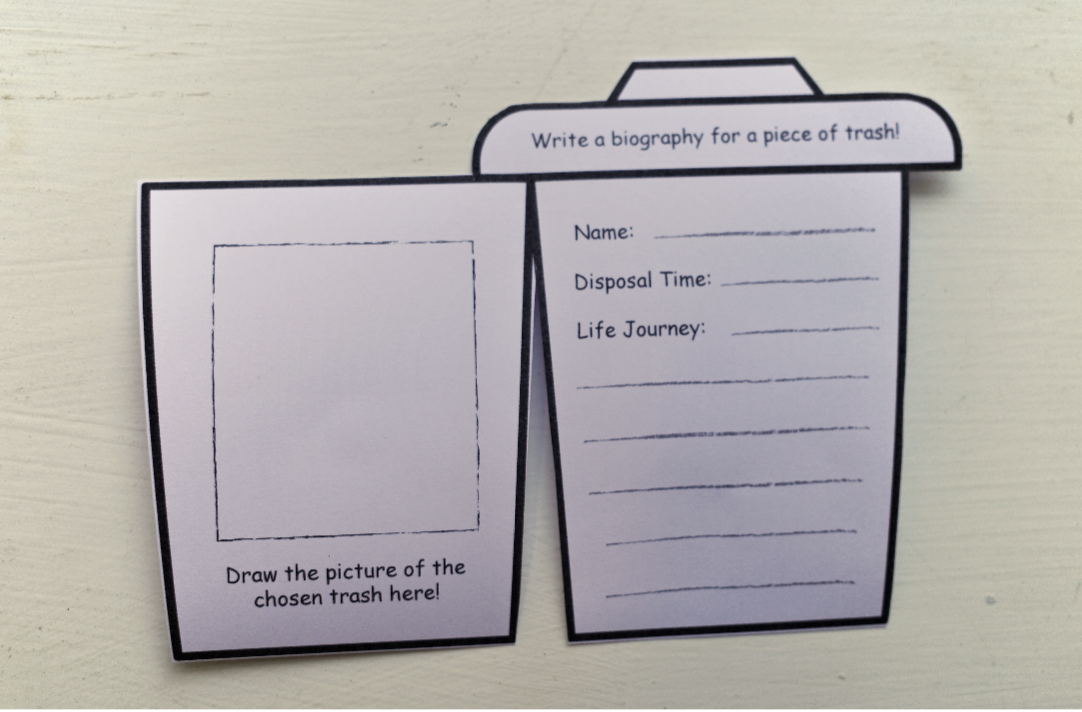 Write a biography for a piece of trash!
Name:
Disposal Time:
Life Journey:
Draw the picture of the
chosen trash here!